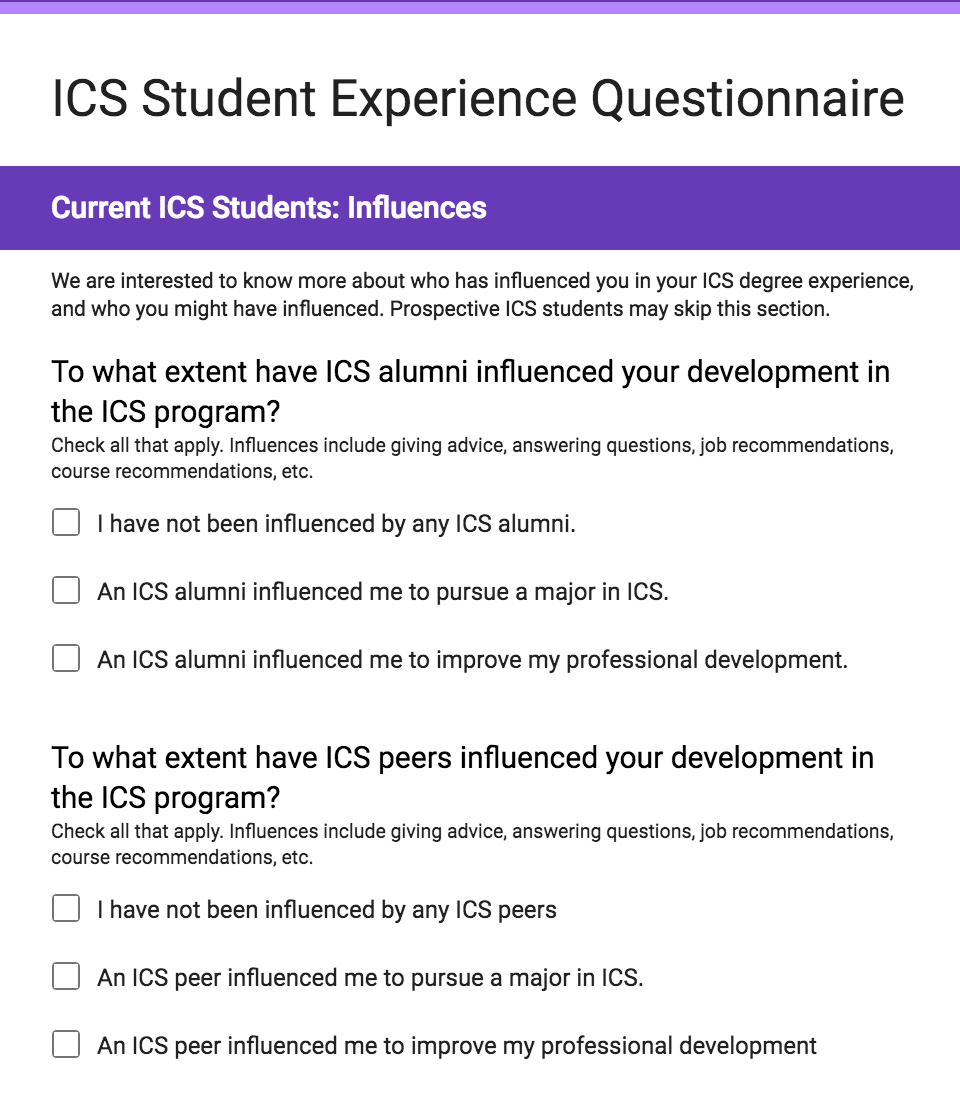 ICS Student Experience Questionnaire
Current ICS Students: Influences
We are interested to know more about who has influenced you in your ICS degree experience,
and who you might have influenced. Prospective ICS students may skip this section.
To what extent have ICS alumni influenced your development in
the ICS program?
Check all that apply. Influences include giving advice, answering questions, job recommendations,
course recommendations, etc.
I have not been influenced by any ICS alumni.
An ICS alumni influenced me to pursue a major in ICS.
An ICS alumni influenced me to improve my professional development.
To what extent have ICS peers influenced your development in
the ICS program?
Check all that apply. Influences include giving advice, answering questions, job recommendations,
course recommendations, etc.
I have not been influenced by any ICS peers
An ICS peer influenced me to pursue a major in ICS.
An ICS peer influenced me to improve my professional development